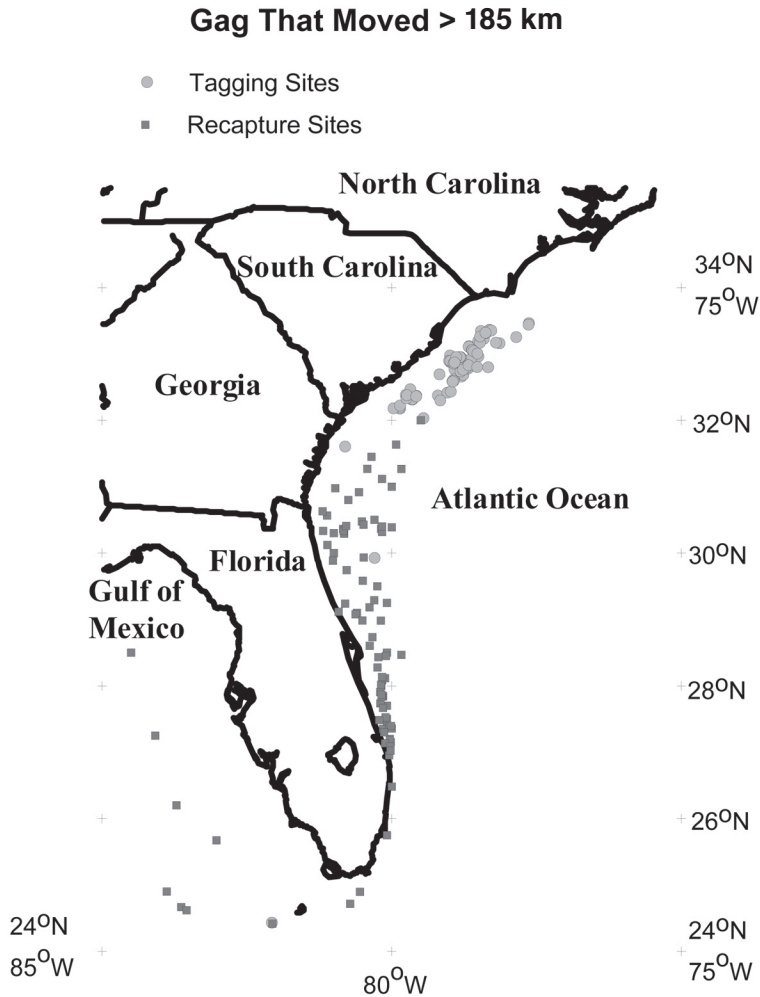 Gag That Moved > 185 km
Tagging Sites
Recapture Sites
North Carolina
South Carolina
34ºN
75ºW
Georgia
32ºN
Atlantic Ocean
30ºN
Florida
Gulf of
Mexico
28ºN
26ºN
24ºN
85ºW
24ºN
75ºW
80ºW